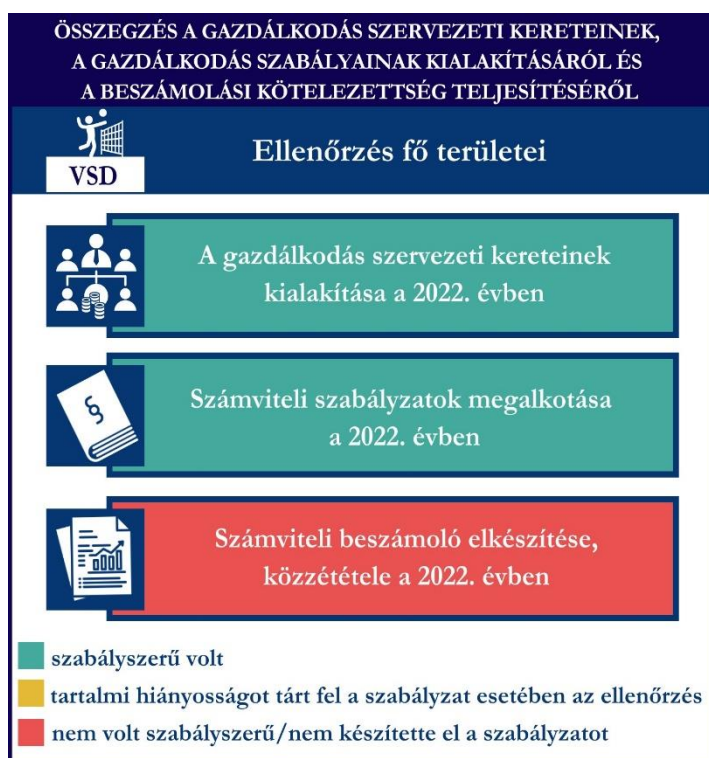 ÖSSZEGZÉS A GAZDÁLKODÁS SZERVEZETI KERETEINEK,
A GAZDÁLKODÁS SZABÁLYAINAK KIALAKÍTÁSÁRÓL ÉS
A BESZÁMOLÁSI KÖTELEZETTSÉG TELJESÍTÉSÉRŐL
VSD
Ellenőrzés fő területei
A gazdálkodás szervezeti kereteinek
kialakítása a 2022. évben
§
Számviteli szabályzatok megalkotása
a 2022. évben
Számviteli beszámoló elkészítése,
közzététele a 2022. évben
szabályszerű volt
tartalmi hiányosságot tárt fel a szabályzat esetében az ellenőrzés
nem volt szabályszerű/nem készítette el a szabályzatot